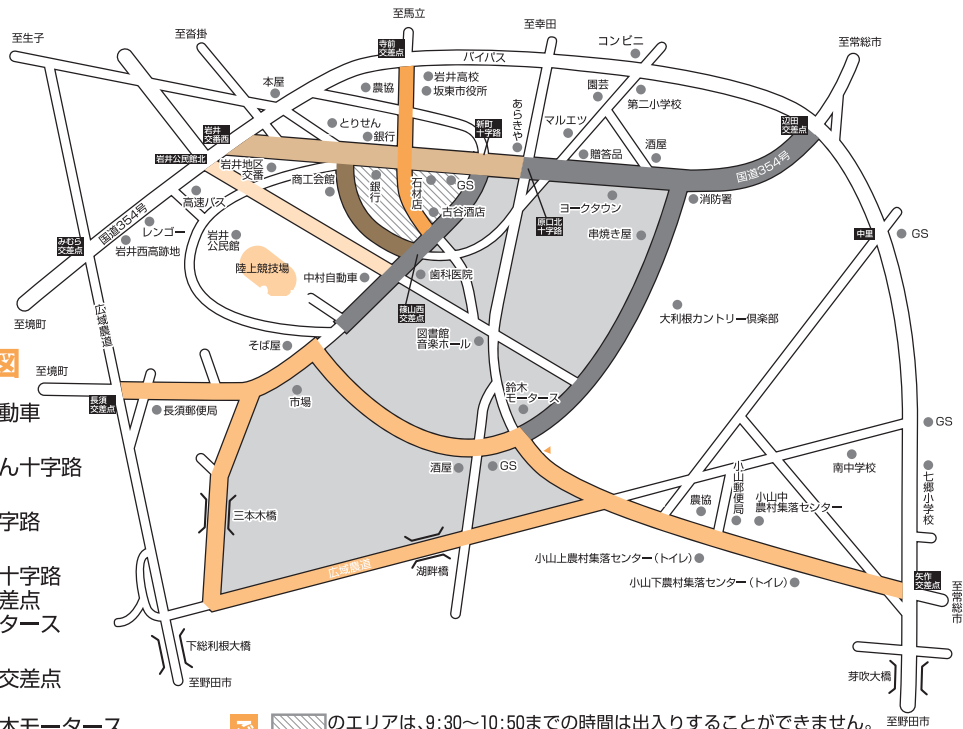 至生子
至沓掛
至馬立
至幸田
コンビニ
至常総市
寺前
交差点
バイパス
本屋
農協
岩井高校
坂東市役所
あらきや
園芸
第二小学校
マルエツ
辺田
交差点
とりせん
銀行
新町
十字路
岩井
交番西
岩井公民館北
岩井地区
交番
商工会館
銀行
石材店
GS
古谷酒店
贈答品
酒屋
国道354号
消防署
ヨークタウン
高速バス
国道354号
レンゴー
岩井西高跡地
岩井
公民館
みむら
交差点
原口北
十字路
串焼き屋
中里
GS
陸上競技場
中村自動車
歯科医院
篠山西
交差点
至境町
広域農道
大利根カントリー倶楽部
図書館
音楽ホール
そば屋
図
至境町
長須
交差点
長須郵便局
市場
鈴木
モータース
動車
ん十字路
字路
十字路
差点
タース
交差点
木モータース
酒屋
GS
GS
南中学校
七郷小学校
小山郵便局
農協
小山中
農村集落センター
三本木橋
広域農道
湖畔橋
小山上農村集落センター(トイレ)
小山下農村集落センター(トイレ)
矢作
交差点
至常総市
下総利根大橋
至野田市
芽吹大橋
至野田市
のエリアは、9:30～10:50までの時間は出入りすることができません。